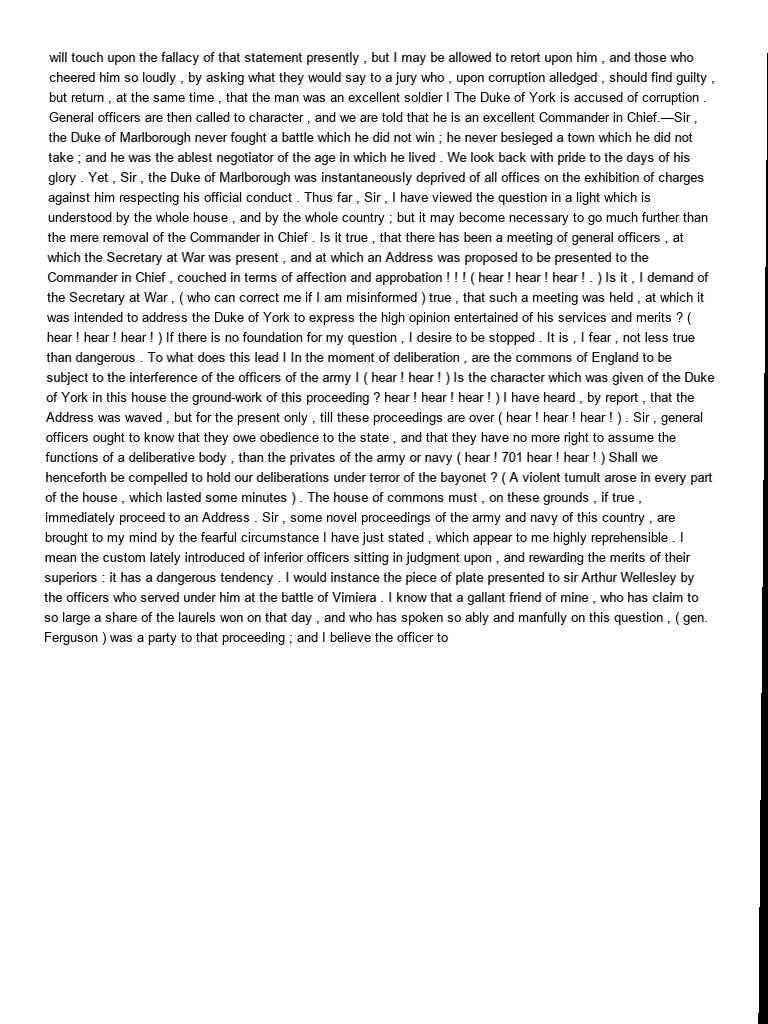 will touch upon the fallacy of that statement presently , but I may be allowed to retort upon him , and those who
cheered him so loudly , by asking what they would say to a jury who , upon corruption alledged , should find guilty ,
but return , at the same time , that the man was an excellent soldier I The Duke of York is accused of corruption .
General officers are then called to character , and we are told that he is an excellent Commander in Chief.—Sir ,
the Duke of Marlborough never fought a battle which he did not win ; he never besieged a town which he did not
take ; and he was the ablest negotiator of the age in which he lived . We look back with pride to the days of his
glory . Yet , Sir , the Duke of Marlborough was instantaneously deprived of all offices on the exhibition of charges
against him respecting his official conduct . Thus far , Sir , I have viewed the question in a light which is
understood by the whole house , and by the whole country ; but it may become necessary to go much further than
the mere removal of the Commander in Chief . Is it true , that there has been a meeting of general officers , at
which the Secretary at War was present , and at which an Address was proposed to be presented to the
Commander in Chief , couched in terms of affection and approbation ! ! ! ( hear ! hear ! hear ! . ) Is it , I demand of
the Secretary at War , ( who can correct me if I am misinformed ) true , that such a meeting was held , at which it
was intended to address the Duke of York to express the high opinion entertained of his services and merits ? (
hear ! hear ! hear ! ) If there is no foundation for my question , I desire to be stopped . It is , I fear , not less true
than dangerous . To what does this lead I In the moment of deliberation , are the commons of England to be
subject to the interference of the officers of the army I ( hear ! hear ! ) Is the character which was given of the Duke
of York in this house the ground-work of this proceeding ? hear ! hear ! hear ! ) I have heard , by report , that the
Address was waved , but for the present only , till these proceedings are over ( hear ! hear ! hear ! ) . Sir , general
officers ought to know that they owe obedience to the state , and that they have no more right to assume the
functions of a deliberative body , than the privates of the army or navy ( hear ! 701 hear ! hear ! ) Shall we
henceforth be compelled to hold our deliberations under terror of the bayonet ? ( A violent tumult arose in every part
of the house , which lasted some minutes ) . The house of commons must , on these grounds , if true ,
immediately proceed to an Address . Sir , some novel proceedings of the army and navy of this country , are
brought to my mind by the fearful circumstance I have just stated , which appear to me highly reprehensible . I
mean the custom lately introduced of inferior officers sitting in judgment upon , and rewarding the merits of their
superiors : it has a dangerous tendency . I would instance the piece of plate presented to sir Arthur Wellesley by
the officers who served under him at the battle of Vimiera . I know that a gallant friend of mine , who has claim to
so large a share of the laurels won on that day , and who has spoken so ably and manfully on this question , ( gen.
Ferguson ) was a party to that proceeding ; and I believe the officer to